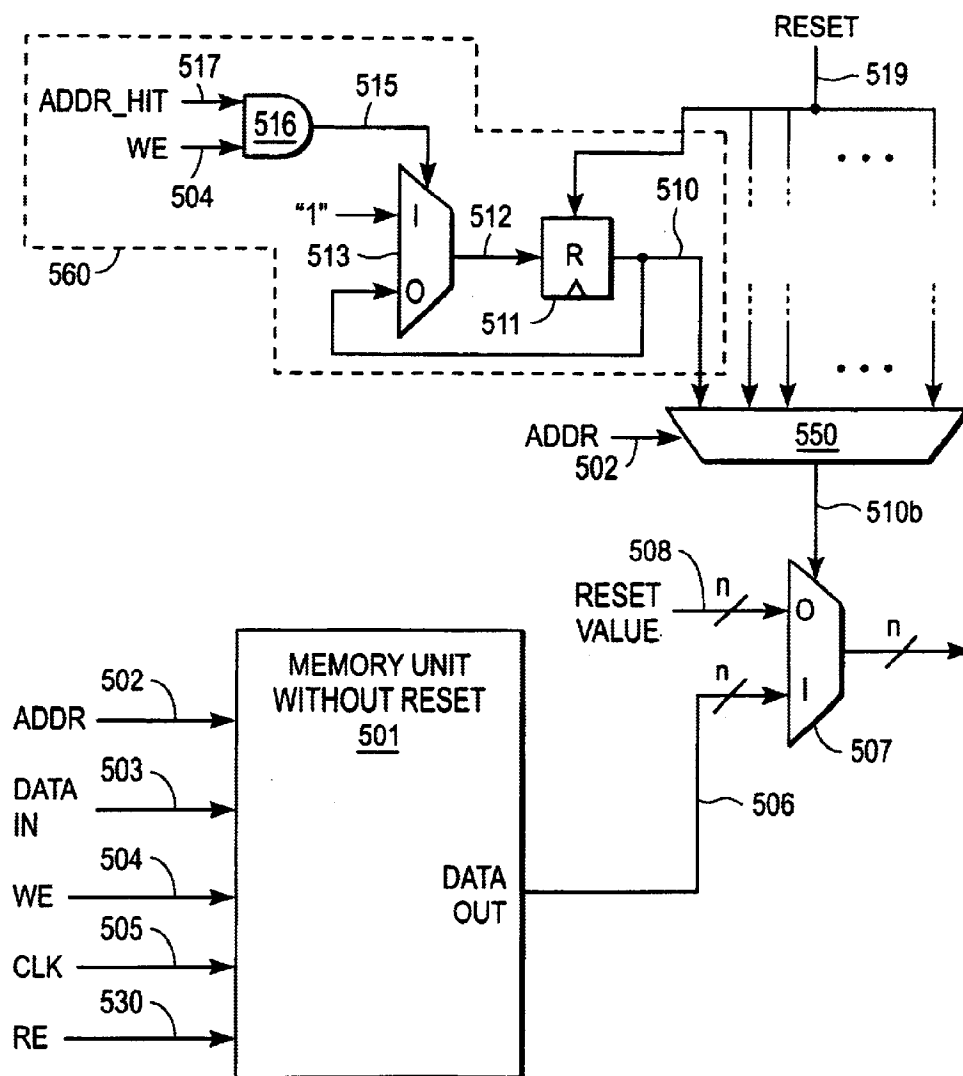 RESET
519
517
ADDR_HIT
516
515
WE
504
"1"
I
513
O
512
R
511
510
560
ADDR
502
550
510b
508
RESET
VALUE
n
O
n
I
n
507
506
MEMORY UNIT
WITHOUT RESET
501
502
ADDR
503
DATA
IN
504
WE
505
CLK
530
RE
DATA
OUT